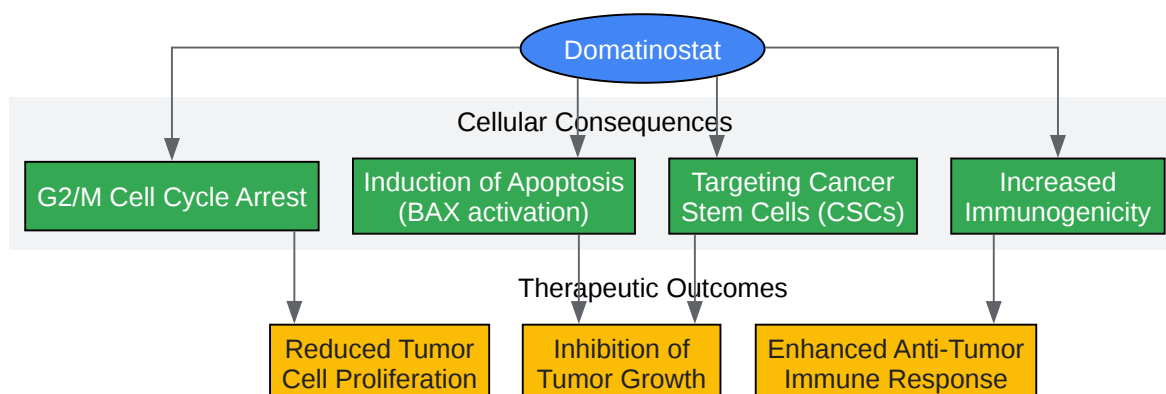 Domatinostat
Cellular Consequences
G2/M Cell Cycle Arrest
Induction of Apoptosis
(BAX activation)
Targeting Cancer
Stem Cells (CSCs)
Increased
Immunogenicity
Therapeutic Outcomes
Reduced Tumor
Cell Proliferation
Inhibition of
Tumor Growth
Enhanced Anti-Tumor
Immune Response